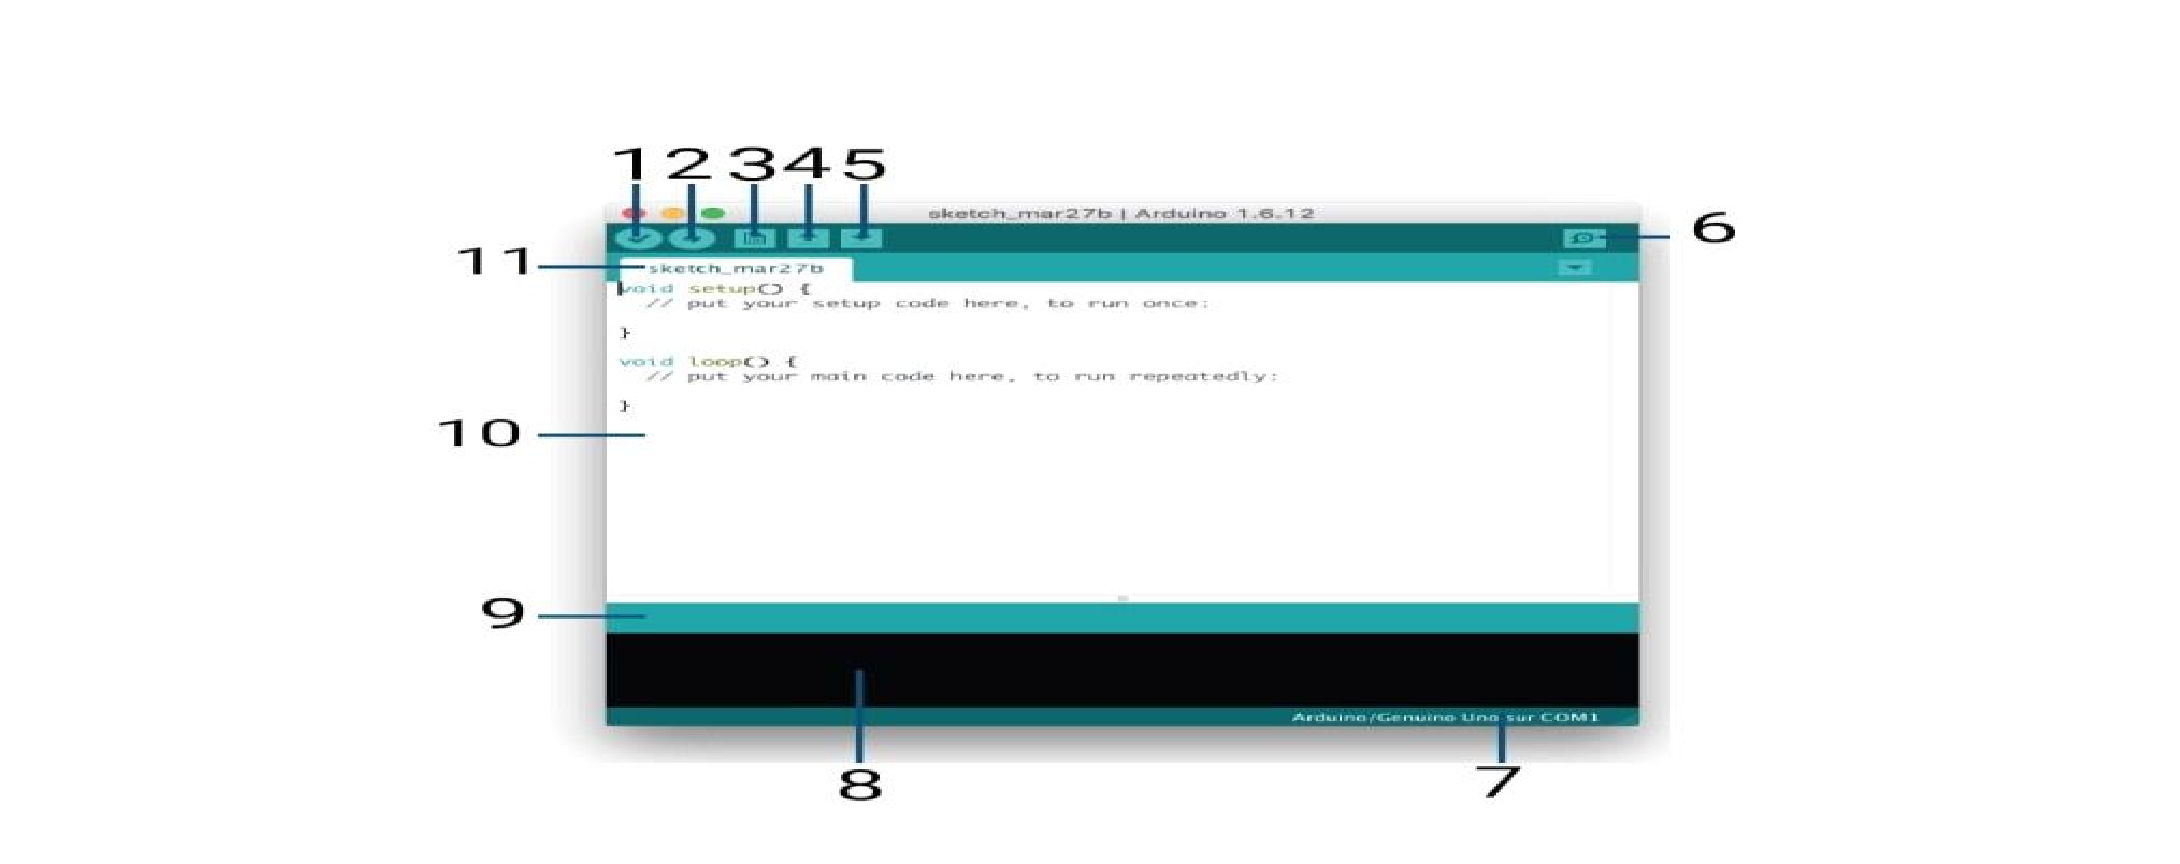 1 2 3 4 5
sketch_mar27b | Arduino 1.6.12
6
11
sketch_mar27b
void setup() {
// put your setup code here, to run once:
}
void loop() {
// put your main code here, to run repeatedly:
}
10
9
Arduino/Genuino Uno sur COM1
8
7